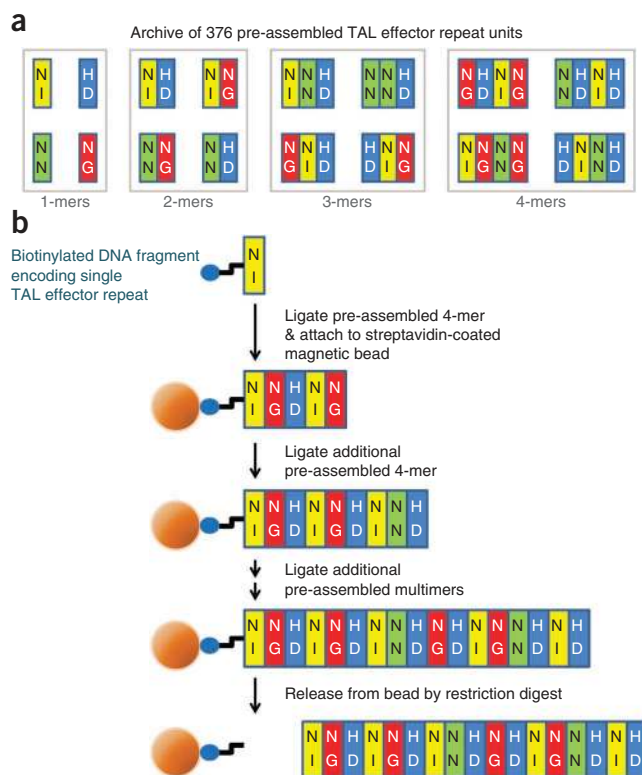 a
Archive of 376 pre-assembled TAL effector repeat units
N H N H N N N N H N N H N H N N N H N H
I D I D I G I N D N N D G D I G N D I D
N N N N N H N N H H N N N N N N H N N H
N G N G N D G I D D I G I G N G D I N D
1-mers 2-mers 3-mers 4-mers
b
Biotinylated DNA fragment
encoding single
TAL effector repeat
N
I
Ligate pre-assembled 4-mer
& attach to streptavidin-coated
magnetic bead
N N H N N
I G D I G
Ligate additional
pre-assembled 4-mer
N N H N N H N N H
I G D I G D I N D
Ligate additional
pre-assembled multimers
N N H N N H N N H N H N N N H N H
I G D I G D I N D G D I G N D I D
Release from bead by restriction digest
N N H N N H N N H N H N N N H N H
I G D I G D I N D G D I G N D I D